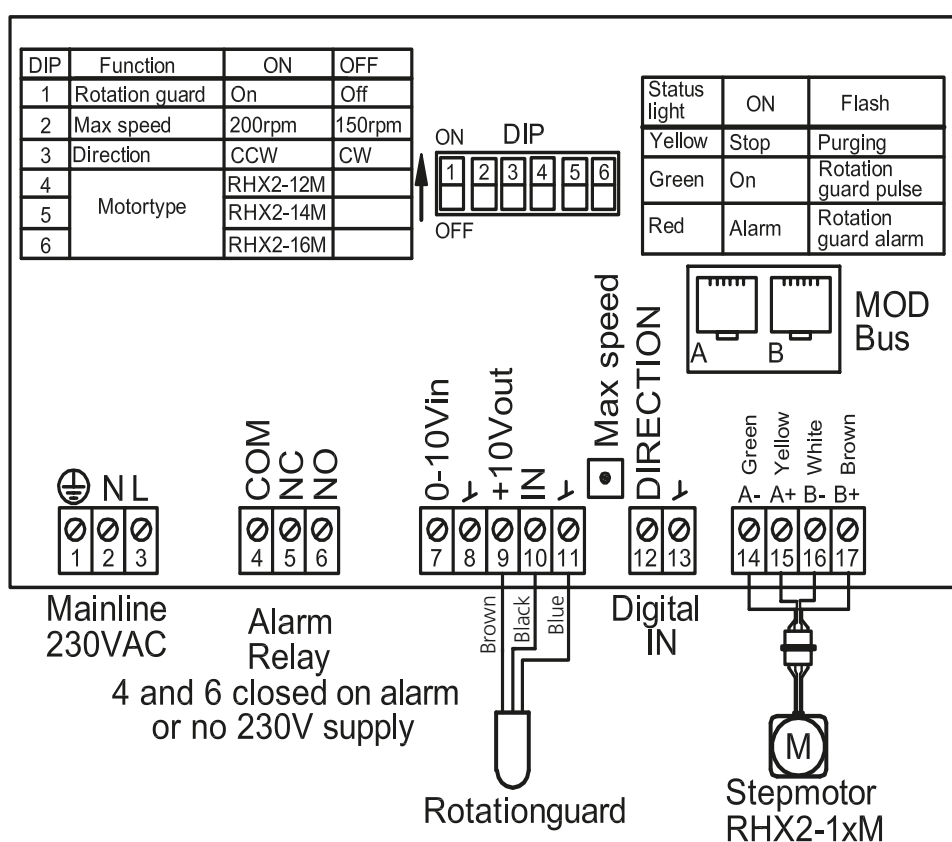 DIP Function ON OFF
1 Rotation guard On Off
2 Max speed 200rpm 150rpm
3 Direction CCW CW
4 RHX2-12M
5 Motortype RHX2-14M
6 RHX2-16M
ON DIP
1 2 3 4 5 6
OFF
Status light ON Flash
Yellow Stop Purging
Green On Rotation guard pulse
Red Alarm Rotation guard alarm
A B
MOD
Bus
N L
COM
NC
NO
0-10Vin
+10Vout
IN
Max speed
DIRECTION
Green
Yellow
White
Brown
A- A+ B- B+
1 2 3
4 5 6
7 8 9 10 11
12 13
14 15 16 17
Mainline
230VAC
Alarm
Relay
4 and 6 closed on alarm
or no 230V supply
Brown
Black
Blue
Rotationguard
Digital
IN
M
Stepmotor
RHX2-1xM